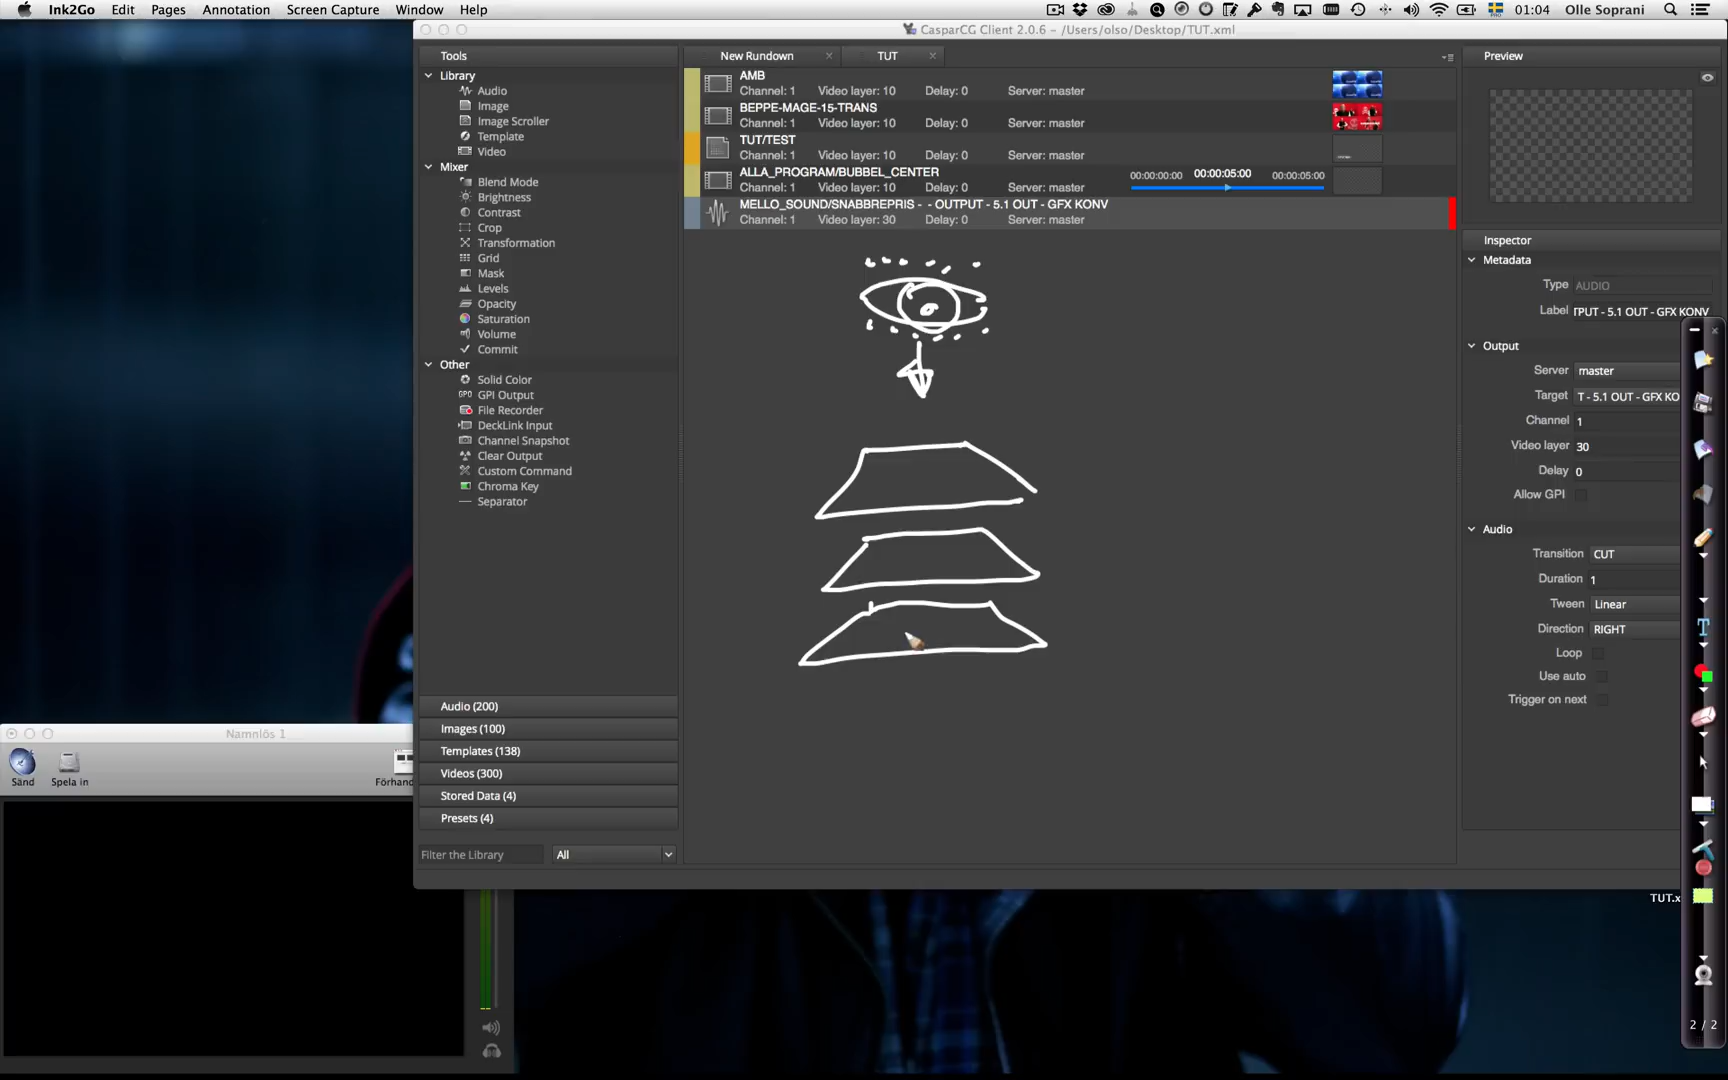 Ink2Go Edit Pages Annotation Screen Capture Window Help
01:04 Olle Soprani
CasparCG Client 2.0.6 - /Users/olso/Desktop/TUT.xml
Tools
Library
Audio
Image
Image Scroller
Template
Video
Mixer
Blend Mode
Brightness
Contrast
Crop
Transformation
Grid
Mask
Levels
Opacity
Saturation
Volume
Commit
Other
Solid Color
GPI Output
File Recorder
DeckLink Input
Channel Snapshot
Clear Output
Custom Command
Chroma Key
Separator
Audio (200)
Images (100)
Templates (138)
Videos (300)
Stored Data (4)
Presets (4)
Filter the Library All
New Rundown TUT
AMB
Channel: 1 Video layer: 10 Delay: 0 Server: master
BEPPE-MAGE-15-TRANS
Channel: 1 Video layer: 10 Delay: 0 Server: master
TUT/TEST
Channel: 1 Video layer: 10 Delay: 0 Server: master
ALLA_PROGRAM/BUBBEL_CENTER
Channel: 1 Video layer: 10 Delay: 0 Server: master
00:00:00:00 00:00:05:00 00:00:05:00
MELLO_SOUND/SNABBREPRIS - - OUTPUT - 5.1 OUT - GFX KONV
Channel: 1 Video layer: 30 Delay: 0 Server: master
Preview
Inspector
Metadata
Type AUDIO
Label TPUT - 5.1 OUT - GFX KONV
Output
Server master
Target T - 5.1 OUT - GFX KO
Channel 1
Video layer 30
Delay 0
Allow GPI
Audio
Transition CUT
Duration 1
Tween Linear
Direction RIGHT
Loop
Use auto
Trigger on next
Namnlös 1
Sänd Spela in Förhand
TUT.x
2 / 2